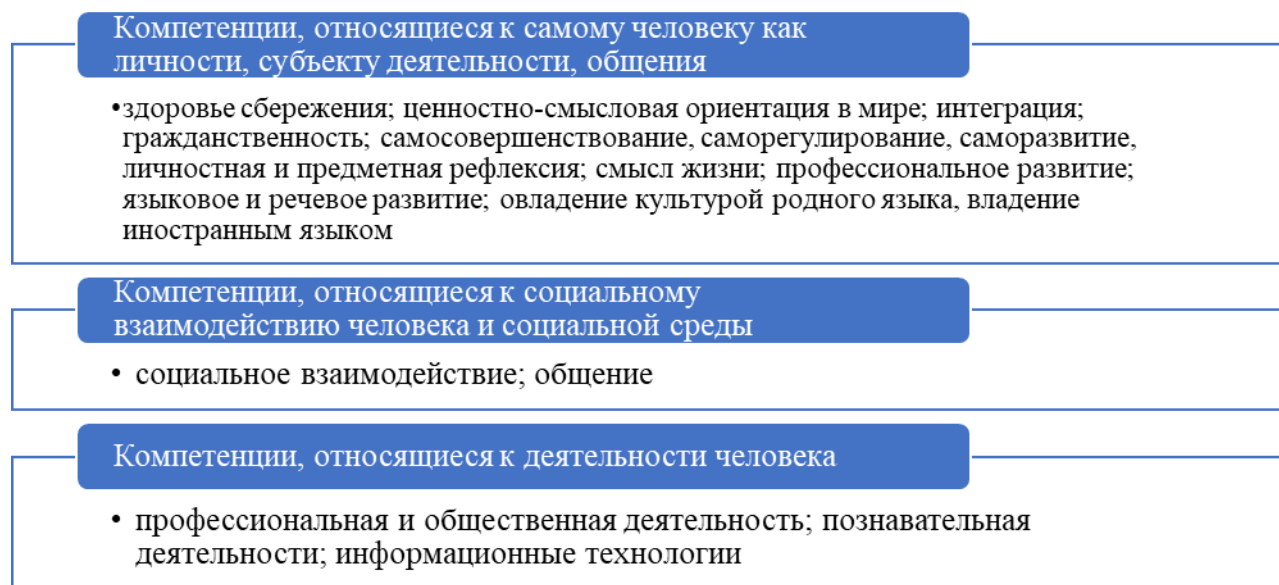 Компетенции, относящиеся к самому человеку как
личности, субъекту деятельности, общения
•здоровье сбережения; ценностно-смысловая ориентация в мире; интеграция;
гражданственность; самосовершенствование, саморегулирование, саморазвитие,
личностная и предметная рефлексия; смысл жизни; профессиональное развитие;
языковое и речевое развитие; овладение культурой родного языка, владение
иностранным языком
Компетенции, относящиеся к социальному
взаимодействию человека и социальной среды
• социальное взаимодействие; общение
Компетенции, относящиеся к деятельности человека
• профессиональная и общественная деятельность; познавательная
деятельности; информационные технологии